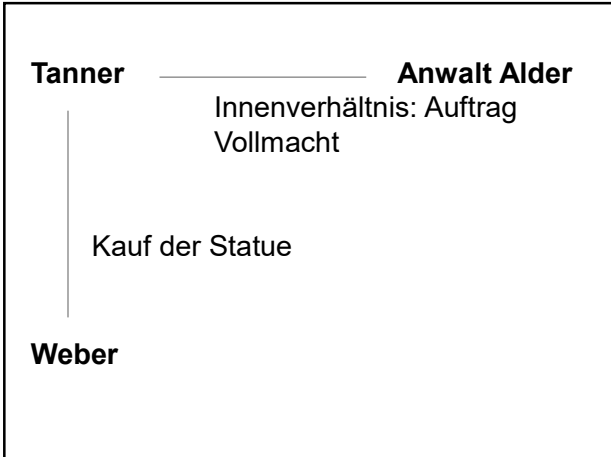 Tanner
Anwalt Alder
Innenverhältnis: Auftrag
Vollmacht
Kauf der Statue
Weber